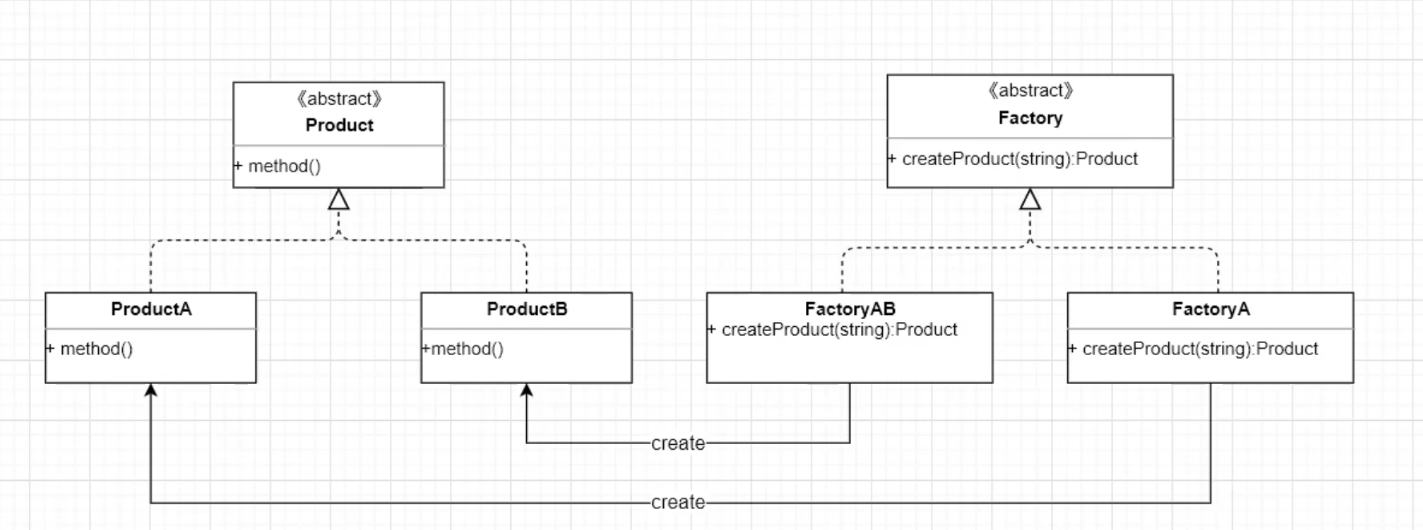 《abstract》
Product
+ method()
《abstract》
Factory
+ createProduct(string):Product
ProductA
+ method()
ProductB
+method()
FactoryAB
+ createProduct(string):Product
FactoryA
+ createProduct(string):Product
create
create